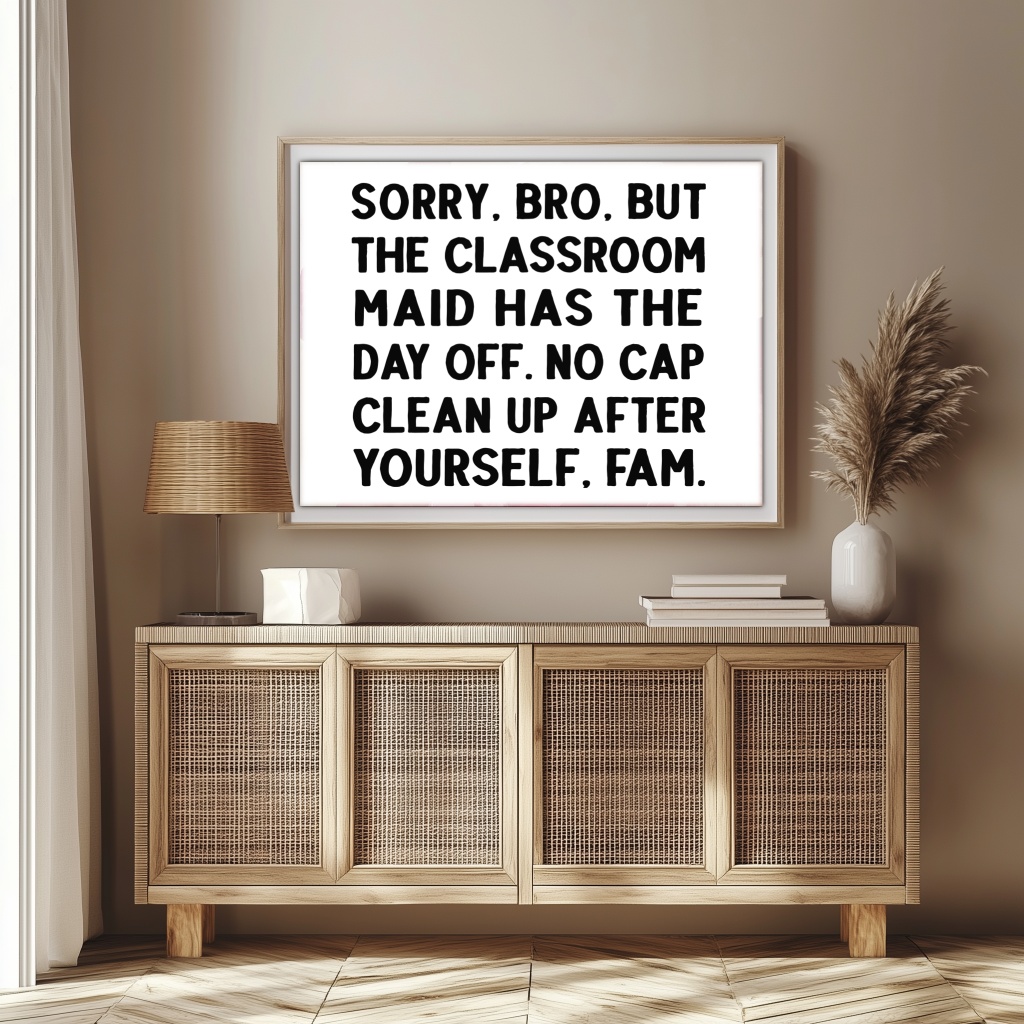 SORRY, BRO, BUT
THE CLASSROOM
MAID HAS THE
DAY OFF. NO CAP
CLEAN UP AFTER
YOURSELF, FAM.